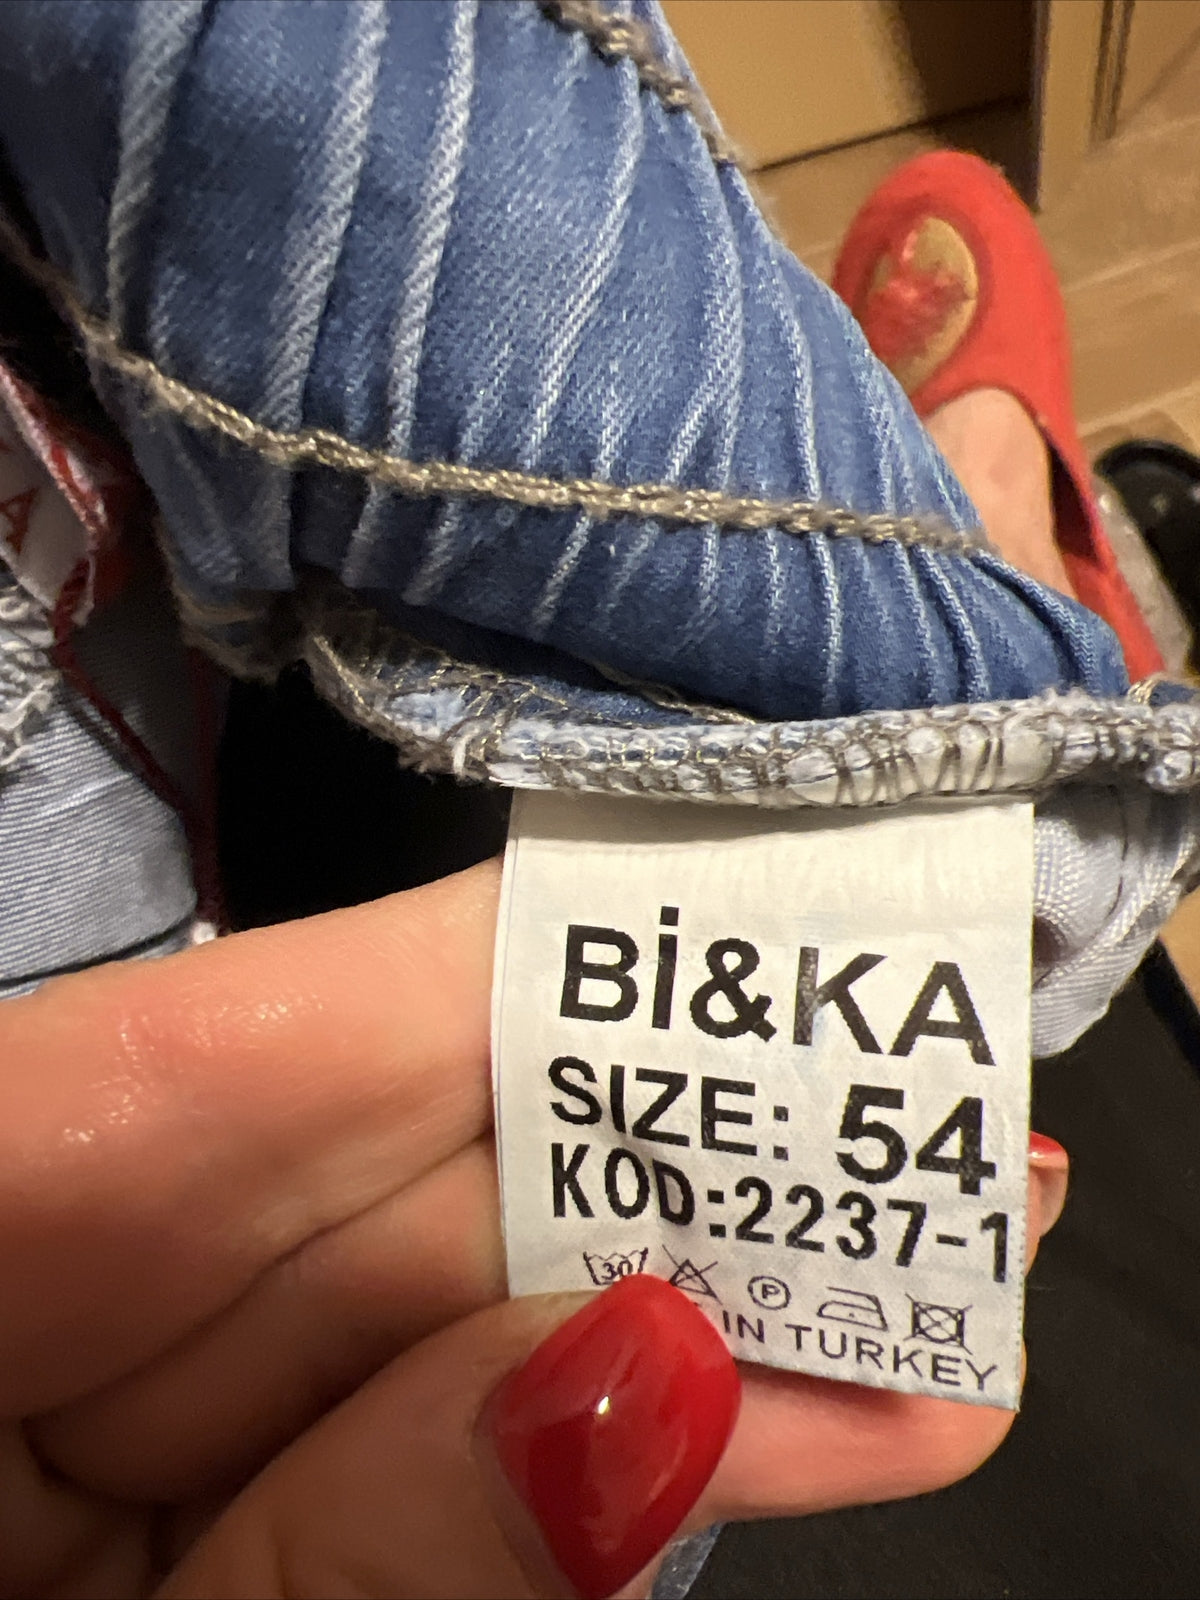 Bİ&KA
SIZE: 54
KOD:2237-1
30 P
IN TURKEY
A